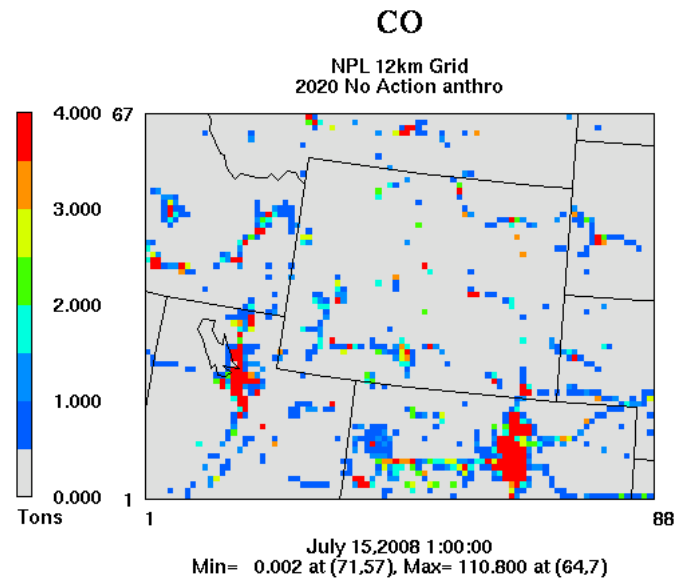 CO
NPL 12km Grid
2020 No Action anthro
4.000 67
3.000
2.000
1.000
0.000 1
Tons 1 88
July 15,2008 1:00:00
Min= 0.002 at (71,57), Max= 110.800 at (64,7)